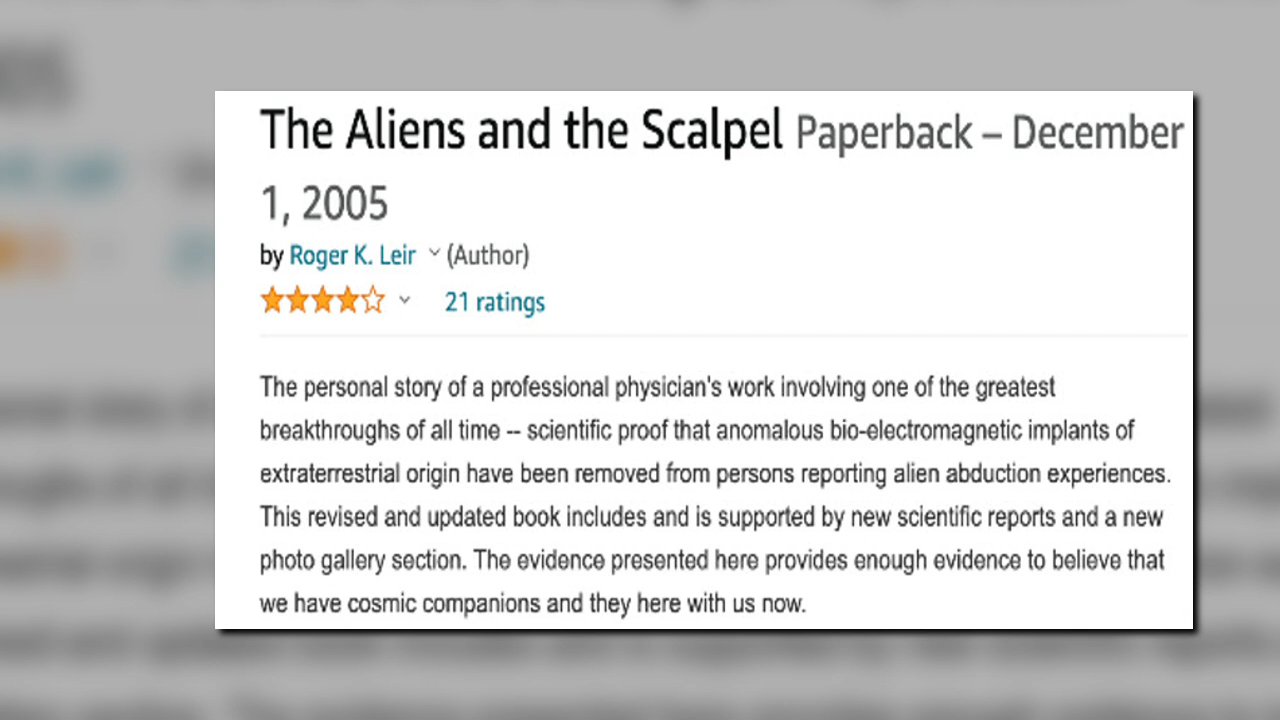 The Aliens and the Scalpel Paperback – December
1, 2005
by Roger K. Leir (Author)
21 ratings
The personal story of a professional physician's work involving one of the greatest
breakthroughs of all time -- scientific proof that anomalous bio-electromagnetic implants of
extraterrestrial origin have been removed from persons reporting alien abduction experiences.
This revised and updated book includes and is supported by new scientific reports and a new
photo gallery section. The evidence presented here provides enough evidence to believe that
we have cosmic companions and they here with us now.